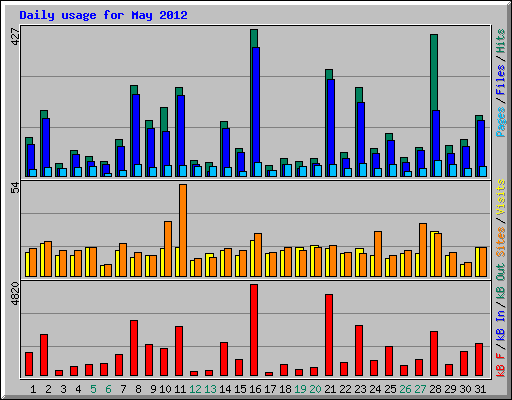 Daily usage for May 2012
427
Pages / Files / Hits
54
Sites / Visits
4820
kB F / kB In / kB Out
1 2 3 4 5 6 7 8 9 10 11 12 13 14 15 16 17 18 19 20 21 22 23 24 25 26 27 28 29 30 31